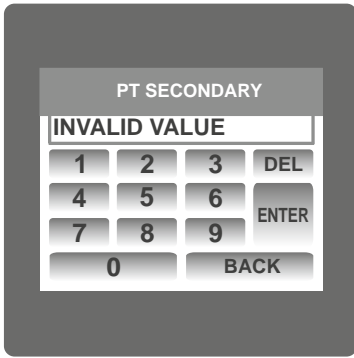 PT SECONDARY
INVALID VALUE
1 2 3 DEL
4 5 6
ENTER
7 8 9
0 BACK